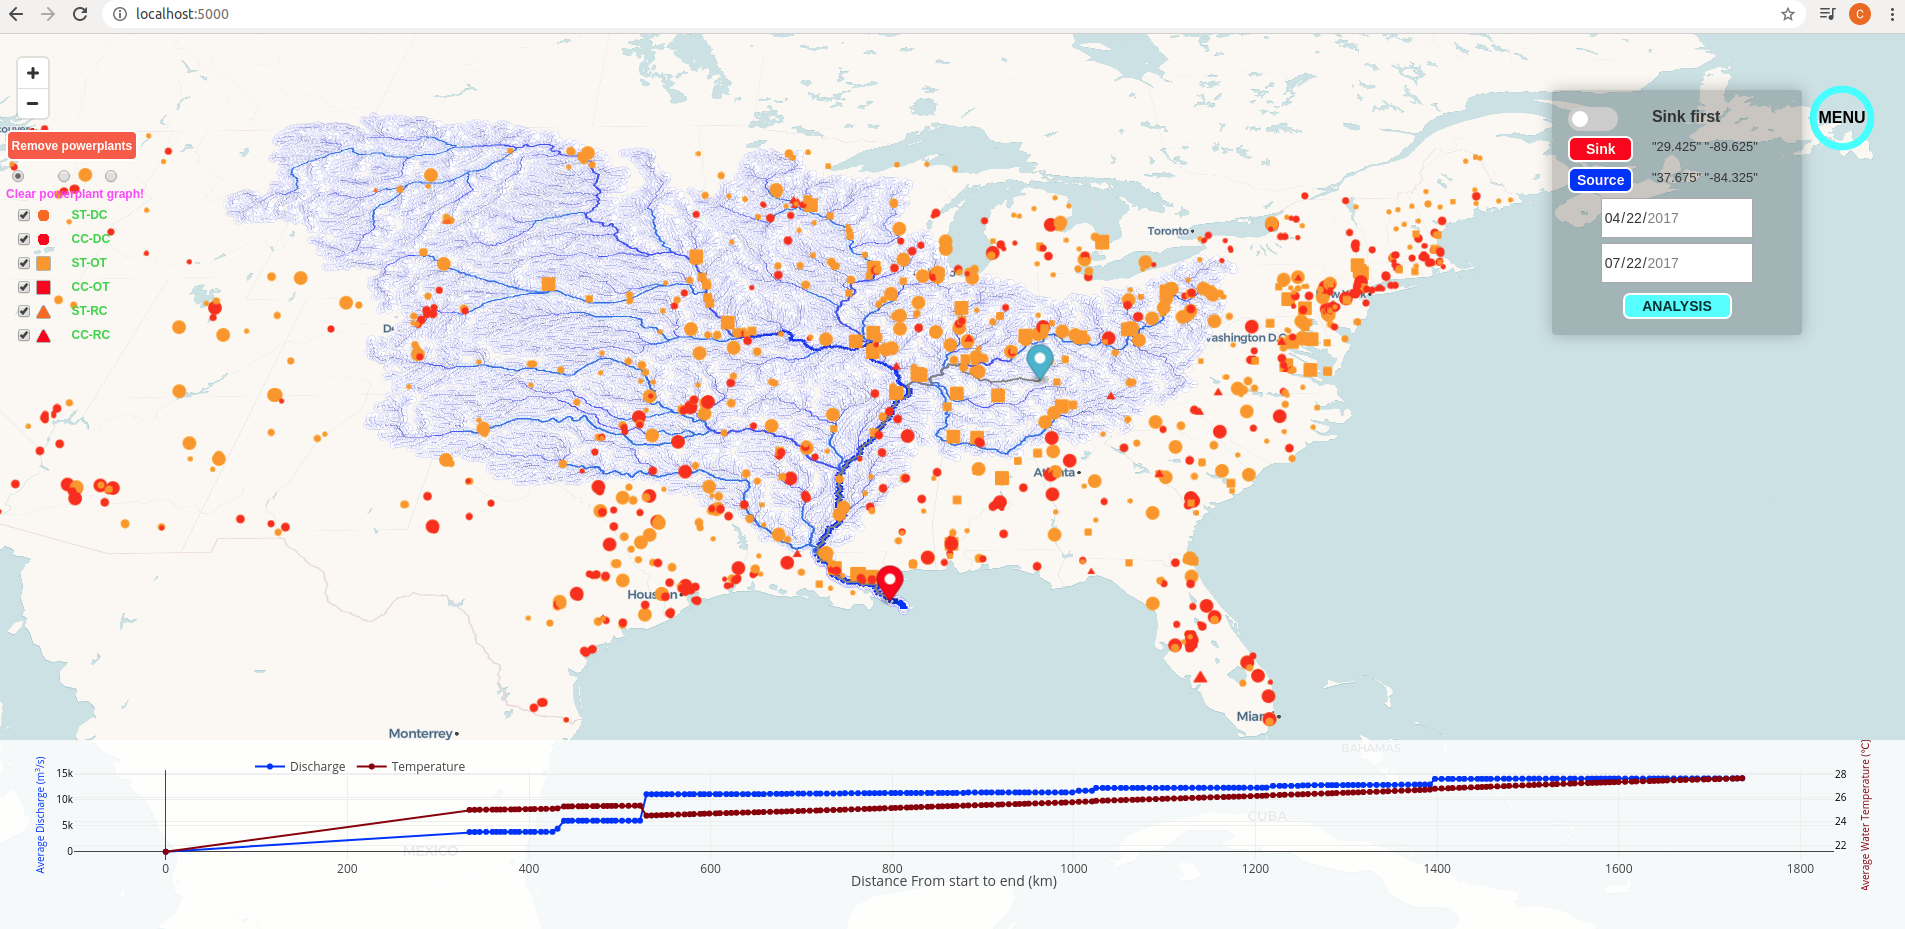 localhost:5000
C
+
−
Remove powerplants
Clear powerplant graph!
ST-DC
CC-DC
ST-OT
CC-OT
ST-RC
CC-RC
Sink first
MENU
Sink
"29.425" "-89.625"
Source
"37.675" "-84.325"
04/22/2017
07/22/2017
ANALYSIS
Toronto
Houston
Miami
Monterrey
BAHAMAS
CUBA
MEXICO
Discharge
Temperature
Average Discharge (m³/s)
15k
10k
5k
0
0
200
400
600
800
1000
1200
1400
1600
1800
Distance From start to end (km)
28
26
24
22
Average Water Temperature (°C)